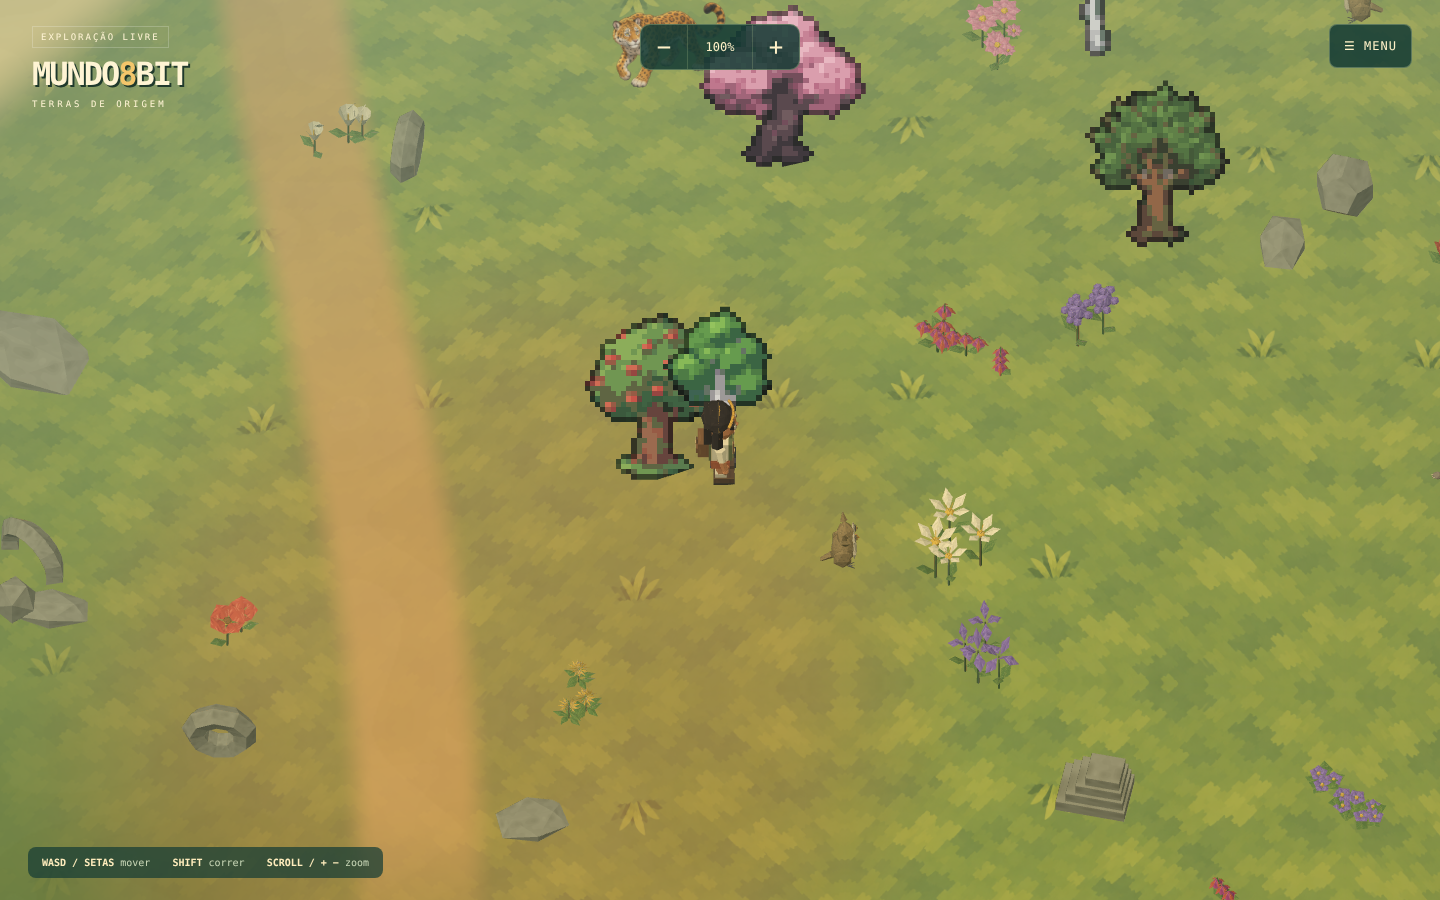 EXPLORAÇÃO LIVRE
MUNDO8BIT
TERRAS DE ORIGEM
− 100% +
☰ MENU
WASD / SETAS mover SHIFT correr SCROLL / + − zoom